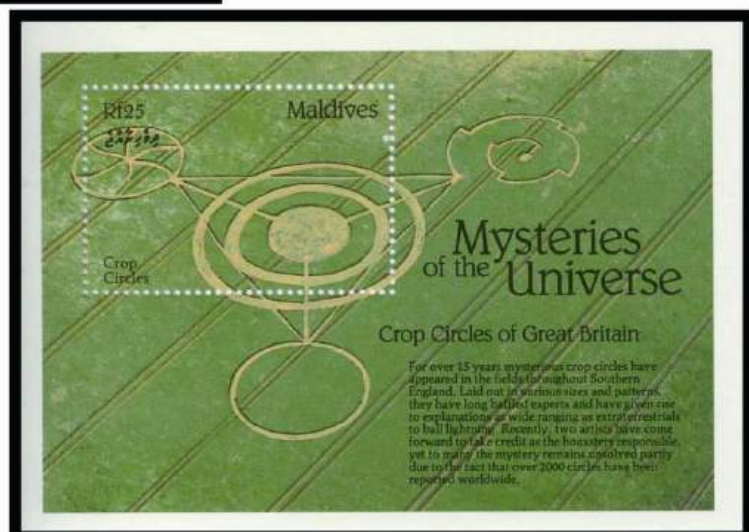 Rf25 Maldives
Crop
Circles
Mysteries
of the Universe
Crop Circles of Great Britain
For over 15 years mysterious crop circles have
appeared in the fields throughout Southern
England. Laid out in various sizes and patterns,
they have long baffled experts and have given rise
to explanations as wide ranging as extraterrestrials
to ball lightning. Recently, two artists have come
forward to take credit as the hoaxsters responsible,
yet to many the mystery remains unsolved partly
due to the fact that over 2000 circles have been
reported worldwide.